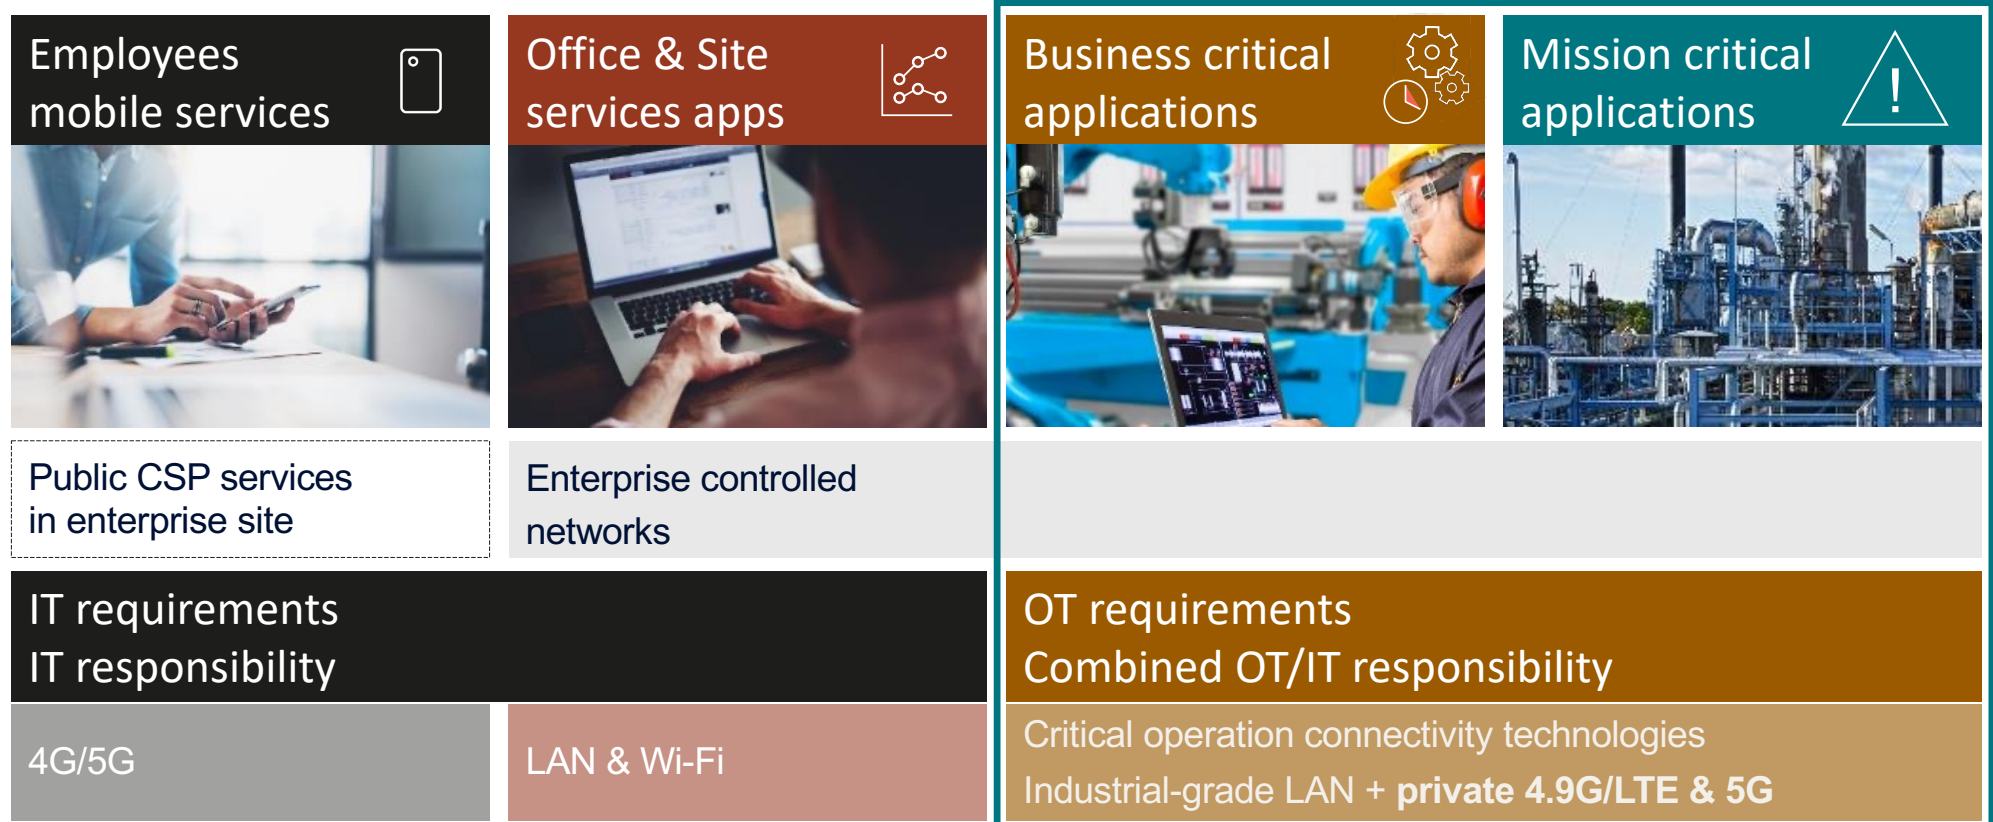 Employees
mobile services
Office & Site
services apps
Business critical
applications
Mission critical
applications
!
Public CSP services
in enterprise site
Enterprise controlled
networks
IT requirements
IT responsibility
OT requirements
Combined OT/IT responsibility
4G/5G
LAN & Wi-Fi
Critical operation connectivity technologies
Industrial-grade LAN + private 4.9G/LTE & 5G